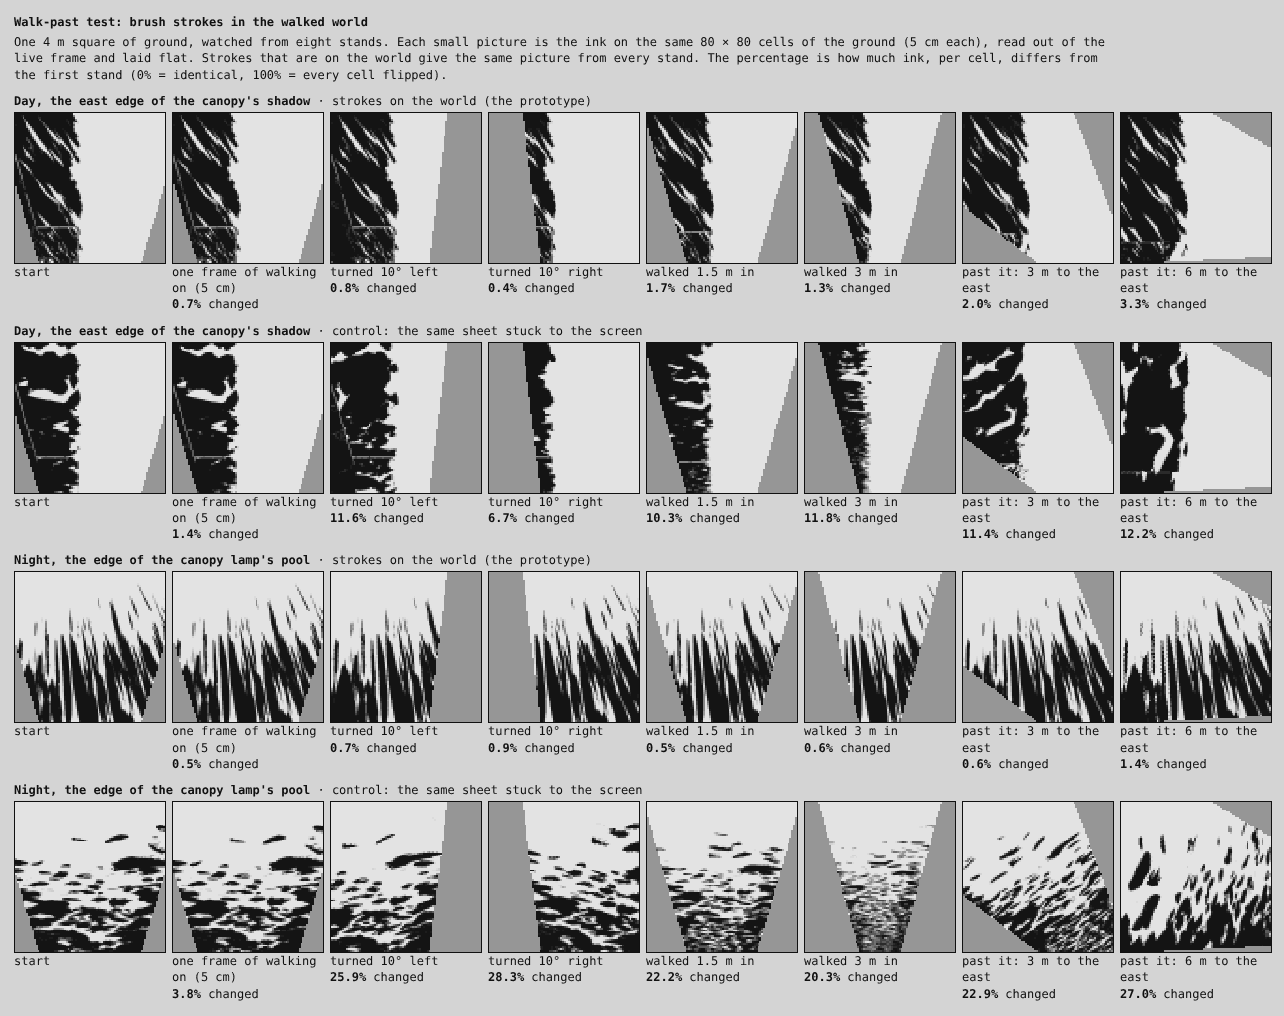 Walk-past test: brush strokes in the walked world
One 4 m square of ground, watched from eight stands. Each small picture is the ink on the same 80 × 80 cells of the ground (5 cm each), read out of the
live frame and laid flat. Strokes that are on the world give the same picture from every stand. The percentage is how much ink, per cell, differs from
the first stand (0% = identical, 100% = every cell flipped).
Day, the east edge of the canopy's shadow · strokes on the world (the prototype)
start
one frame of walking
on (5 cm)
0.7% changed
turned 10° left
0.8% changed
turned 10° right
0.4% changed
walked 1.5 m in
1.7% changed
walked 3 m in
1.3% changed
past it: 3 m to the
east
2.0% changed
past it: 6 m to the
east
3.3% changed
Day, the east edge of the canopy's shadow · control: the same sheet stuck to the screen
start
one frame of walking
on (5 cm)
1.4% changed
turned 10° left
11.6% changed
turned 10° right
6.7% changed
walked 1.5 m in
10.3% changed
walked 3 m in
11.8% changed
past it: 3 m to the
east
11.4% changed
past it: 6 m to the
east
12.2% changed
Night, the edge of the canopy lamp's pool · strokes on the world (the prototype)
start
one frame of walking
on (5 cm)
0.5% changed
turned 10° left
0.7% changed
turned 10° right
0.9% changed
walked 1.5 m in
0.5% changed
walked 3 m in
0.6% changed
past it: 3 m to the
east
0.6% changed
past it: 6 m to the
east
1.4% changed
Night, the edge of the canopy lamp's pool · control: the same sheet stuck to the screen
start
one frame of walking
on (5 cm)
3.8% changed
turned 10° left
25.9% changed
turned 10° right
28.3% changed
walked 1.5 m in
22.2% changed
walked 3 m in
20.3% changed
past it: 3 m to the
east
22.9% changed
past it: 6 m to the
east
27.0% changed